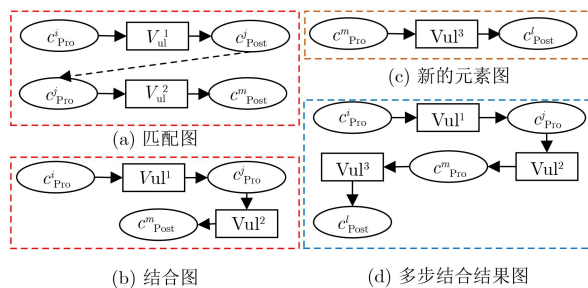 c^i_Pro V_ul^1 c^j_Post
c^j_Pro V_ul^2 c^m_Post
(a) 匹配图
c^i_Pro Vul^1 c^j_Pro
c^m_Post Vul^2
(b) 结合图
c^m_Pro Vul^3 c^l_Post
(c) 新的元素图
c^i_Pro Vul^1 c^j_Pro
Vul^3 c^m_Pro Vul^2
c^l_Post
(d) 多步结合结果图